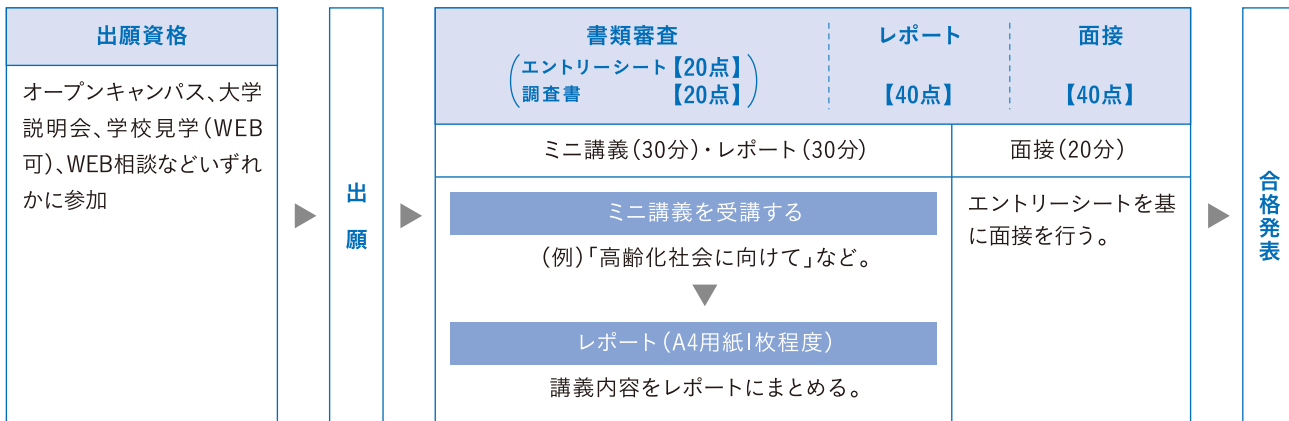 出願資格
オープンキャンパス、大学
説明会、学校見学(WEB
可)、WEB相談などいずれ
かに参加
出願
書類審査
(エントリーシート【20点】
調査書 【20点】)
レポート
【40点】
面接
【40点】
ミニ講義(30分)・レポート(30分)
面接(20分)
ミニ講義を受講する
(例)「高齢化社会に向けて」など。
レポート(A4用紙1枚程度)
講義内容をレポートにまとめる。
エントリーシートを基
に面接を行う。
合格発表